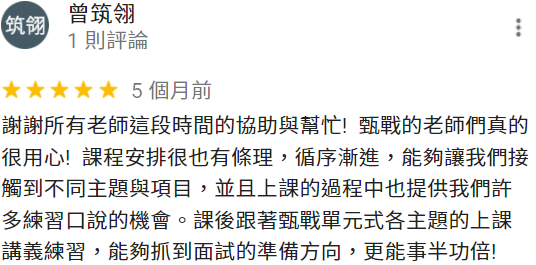 筑翎
曾筑翎
1 則評論
5 個月前
謝謝所有老師這段時間的協助與幫忙! 甄戰的老師們真的
很用心! 課程安排很也有條理，循序漸進，能夠讓我們接
觸到不同主題與項目，並且上課的過程中也提供我們許
多練習口說的機會。課後跟著甄戰單元式各主題的上課
講義練習，能夠抓到面試的準備方向，更能事半功倍!